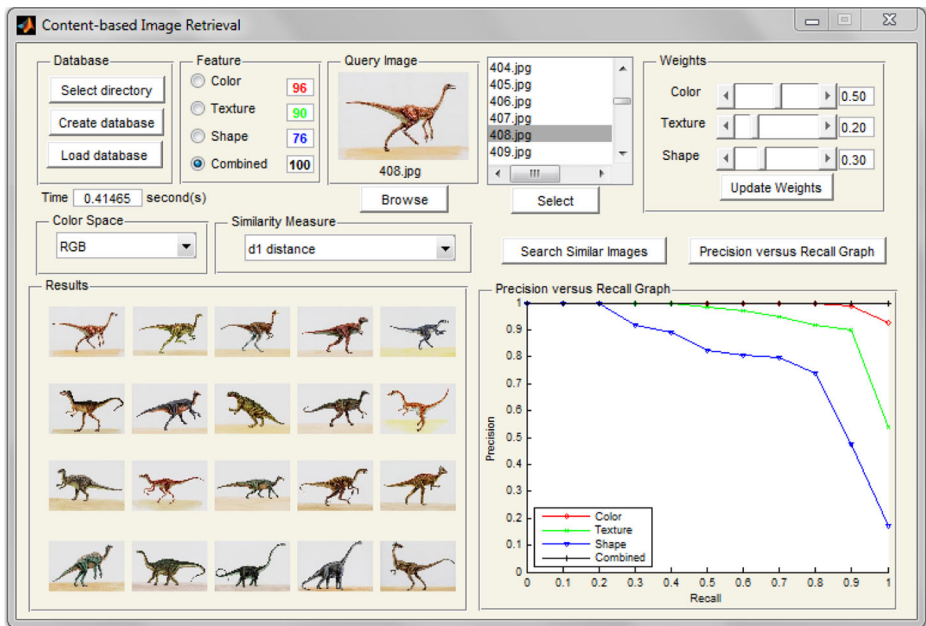 Content-based Image Retrieval
Database
Select directory
Create database
Load database
Feature
Color 96
Texture 90
Shape 76
Combined 100
Query Image
408.jpg
Browse
404.jpg
405.jpg
406.jpg
407.jpg
408.jpg
409.jpg
Select
Weights
Color 0.50
Texture 0.20
Shape 0.30
Update Weights
Time 0.41465 second(s)
Color Space
RGB
Similarity Measure
d1 distance
Search Similar Images
Precision versus Recall Graph
Results
Precision versus Recall Graph
1
0.9
0.8
0.7
0.6
0.5
0.4
0.3
0.2
0.1
0
Precision
Color
Texture
Shape
Combined
0 0.1 0.2 0.3 0.4 0.5 0.6 0.7 0.8 0.9 1
Recall